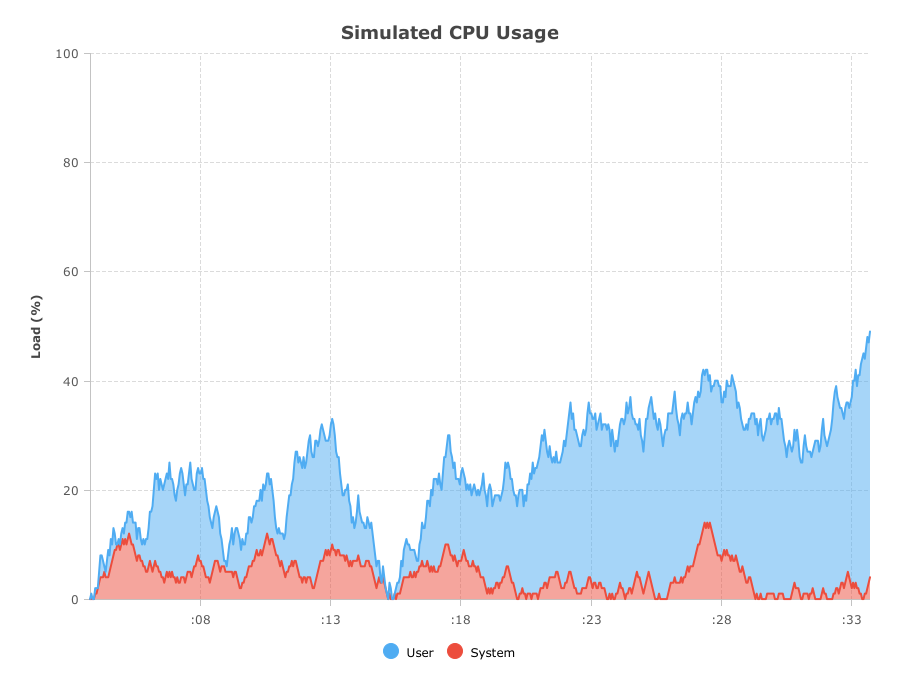 Simulated CPU Usage
100
80
60
40
20
0
Load (%)
:08 :13 :18 :23 :28 :33
User System